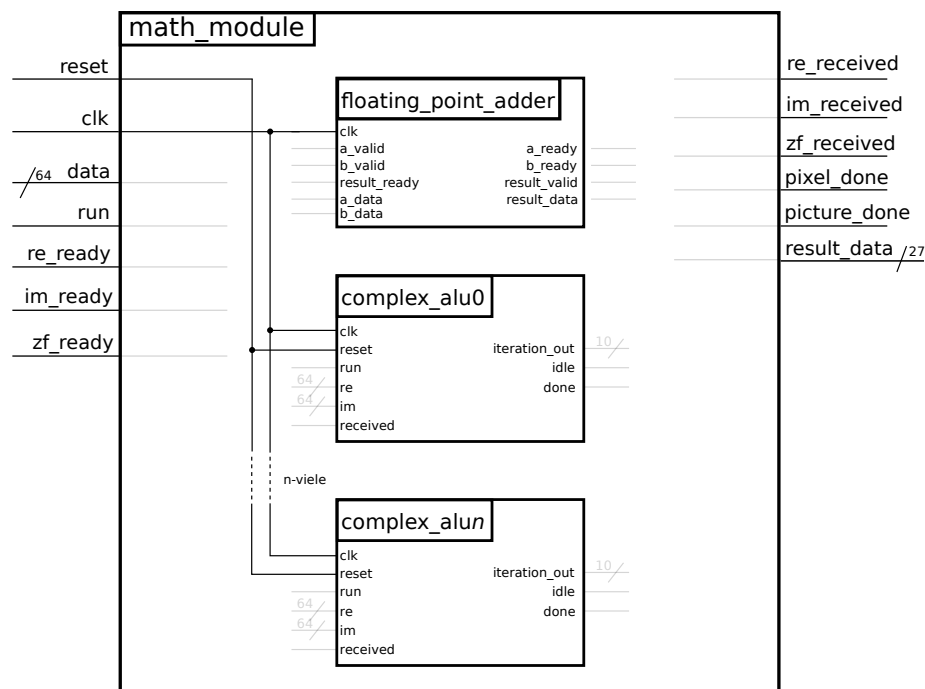 math_module
reset
clk
64 data
run
re_ready
im_ready
zf_ready
floating_point_adder
clk
a_valid
b_valid
result_ready
a_data
b_data
a_ready
b_ready
result_valid
result_data
complex_alu0
clk
reset
run
64
re
64
im
received
iteration_out
10
idle
done
n-viele
complex_alun
clk
reset
run
64
re
64
im
received
iteration_out
10
idle
done
re_received
im_received
zf_received
pixel_done
picture_done
result_data 27